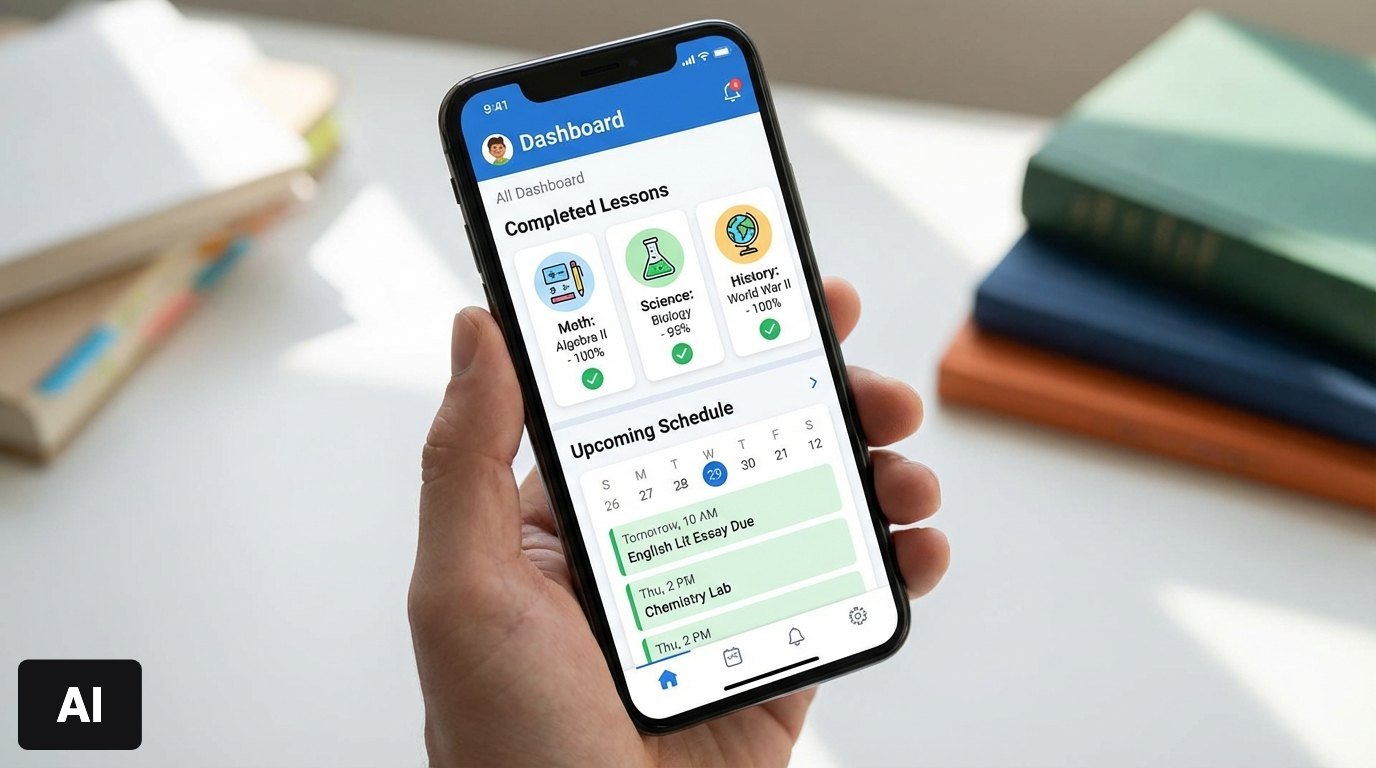 9:41
Dashboard
All Dashboard
Completed Lessons
Math:
Algebra II
- 100%
Science:
Biology
- 99%
History:
World War II
- 100%
Upcoming Schedule
S M T W T F S
26 27 28 29 30 21 12
Tomorrow, 10 AM
English Lit Essay Due
Thu, 2 PM
Chemistry Lab
Thu, 2 PM
AI